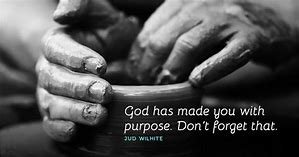 God has made you with
purpose. Don't forget that.
JUD WILHITE